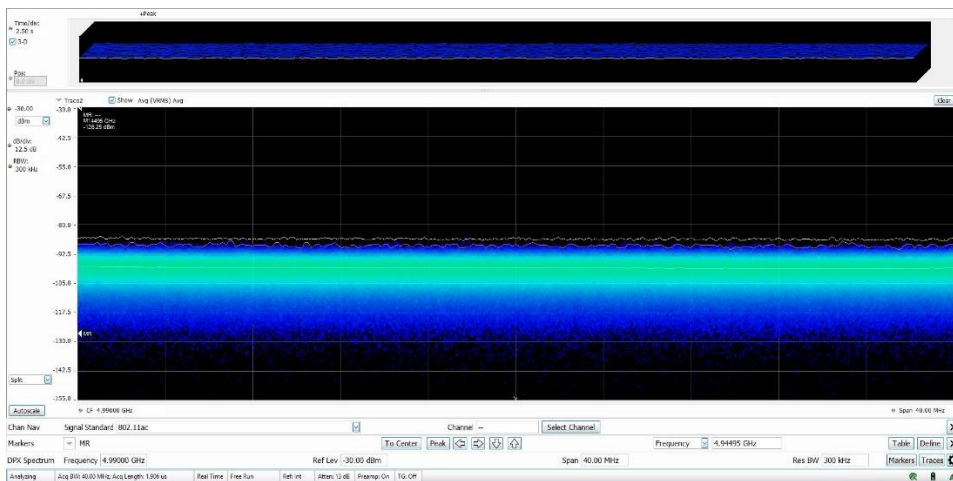 +Peak
Time/div:
2.50 s
3-D
Pos:
Trace2 Show Avg (VRMS) Avg Clear
-30.00
dBm
dB/div:
12.5 dB
RBW:
300 kHz
-30.0
-42.5
-55.0
-67.5
-80.0
-92.5
-105.0
-117.5
-130.0
-142.5
-155.0
MR: ---
-128.25 dBm
MR
Split
Autoscale CF 4.99000 GHz Span 40.00 MHz
Chan Nav Signal Standard 802.11ac Channel -- Select Channel
Markers MR To Center Peak Frequency 4.94495 GHz Table Define
DPX Spectrum Frequency 4.99000 GHz Ref Lev -30.00 dBm Span 40.00 MHz Res BW 300 kHz Markers Traces
Analyzing Acq BW: 40.00 MHz, Acq Length: 1.906 us Real Time Free Run Ref: Int Atten: 13 dB Preamp: On TG: Off